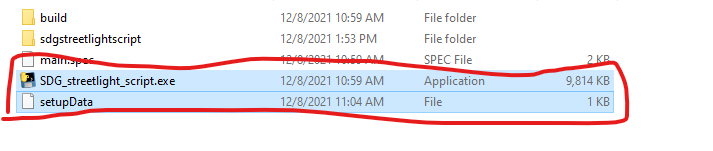 build 12/8/2021 10:59 AM File folder
sdgstreetlightscript 12/8/2021 1:53 PM File folder
main.spec 12/8/2021 10:59 AM SPEC File 2 KB
SDG_streetlight_script.exe 12/8/2021 10:59 AM Application 9,814 KB
setupData 12/8/2021 11:04 AM File 1 KB